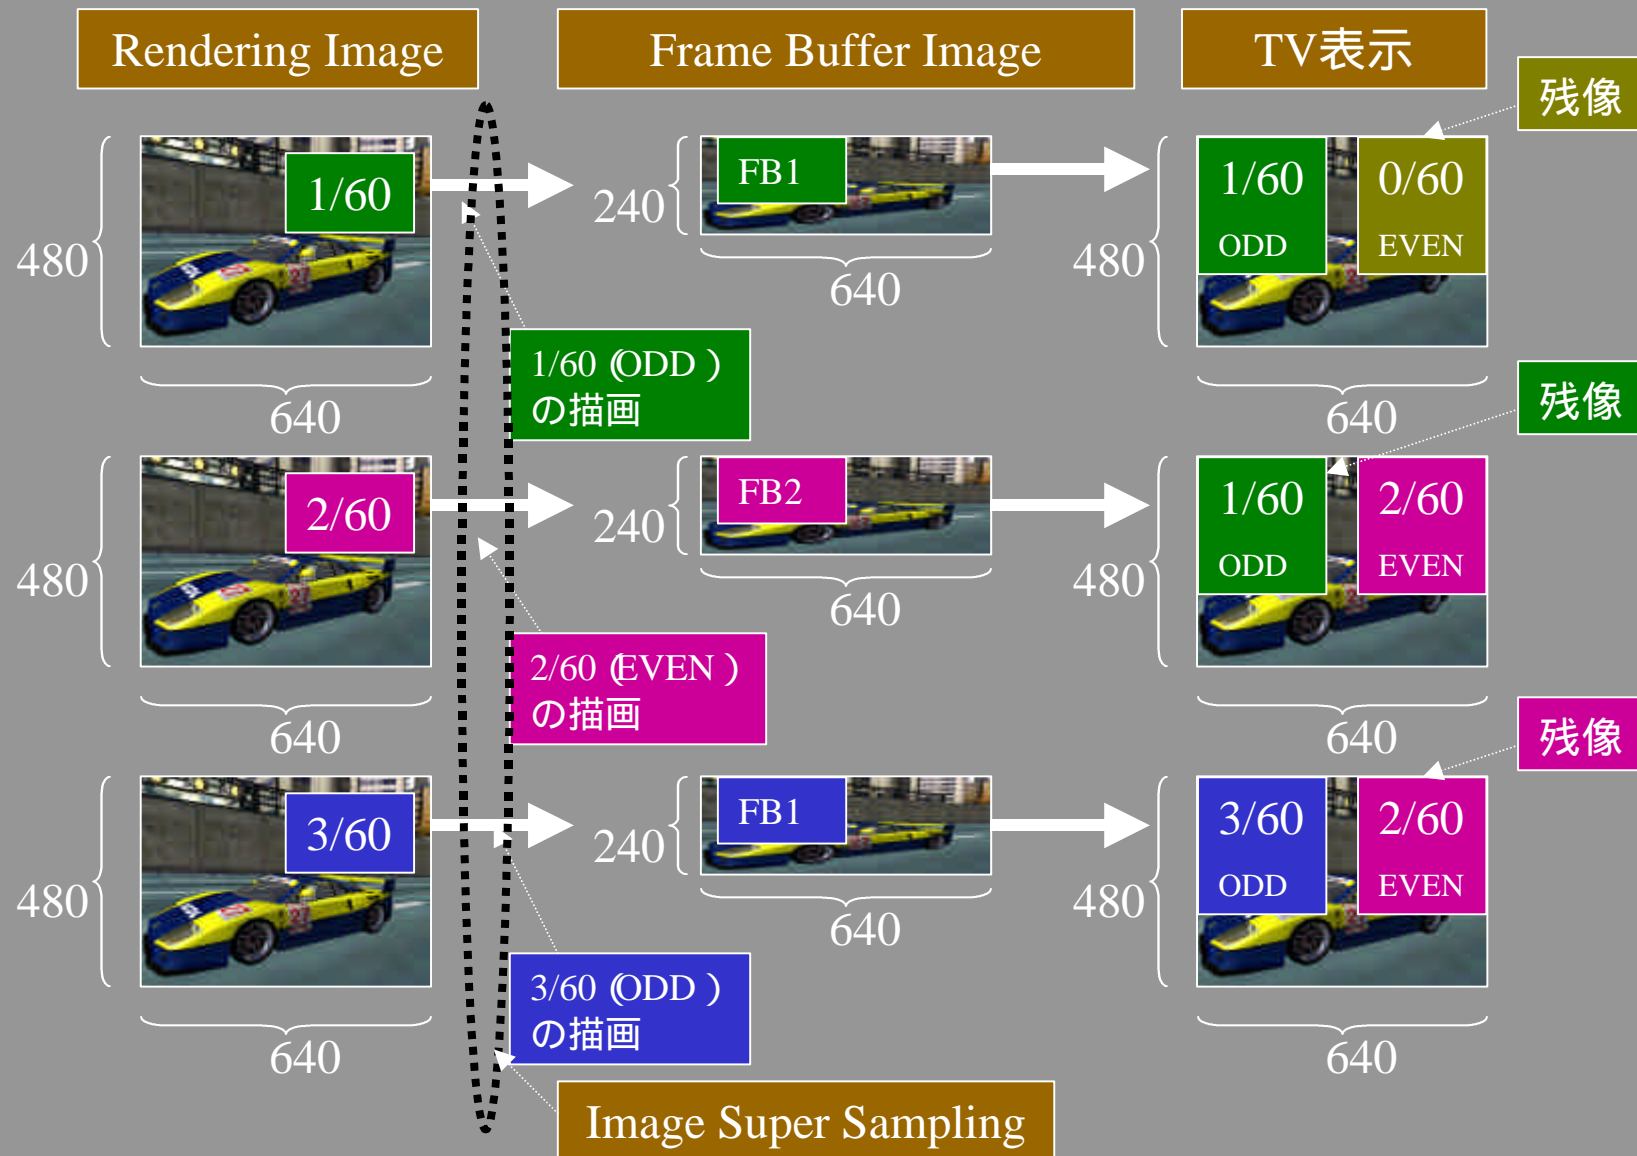 Rendering Image
Frame Buffer Image
TV表示
残像
480
1/60
640
240
FB1
640
480
1/60
ODD
0/60
EVEN
640
1/60 (ODD )
の描画
残像
480
2/60
640
240
FB2
640
480
1/60
ODD
2/60
EVEN
640
2/60 (EVEN )
の描画
残像
480
3/60
640
240
FB1
640
480
3/60
ODD
2/60
EVEN
640
3/60 (ODD )
の描画
Image Super Sampling